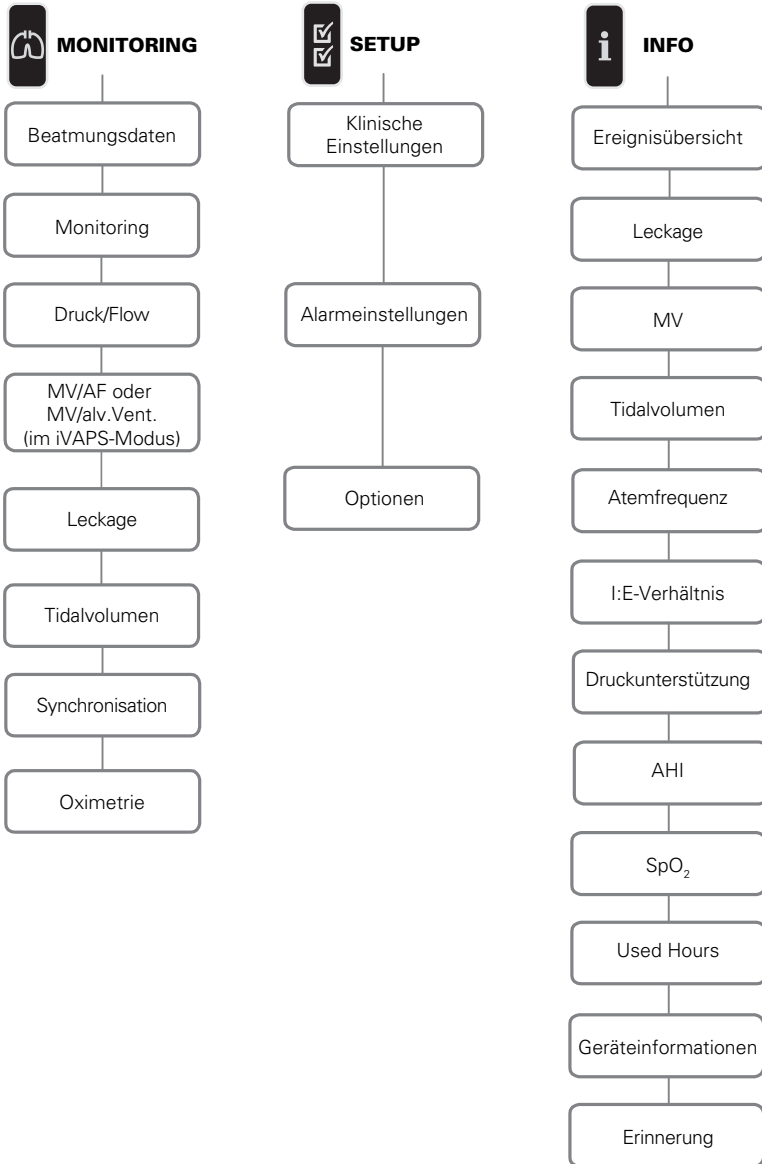 MONITORING
Beatmungsdaten
Monitoring
Druck/Flow
MV/AF oder
MV/alv.Vent.
(im iVAPS-Modus)
Leckage
Tidalvolumen
Synchronisation
Oximetrie
SETUP
Klinische
Einstellungen
Alarmeinstellungen
Optionen
i INFO
Ereignisübersicht
Leckage
MV
Tidalvolumen
Atemfrequenz
I:E-Verhältnis
Druckunterstützung
AHI
SpO₂
Used Hours
Geräteinformationen
Erinnerung